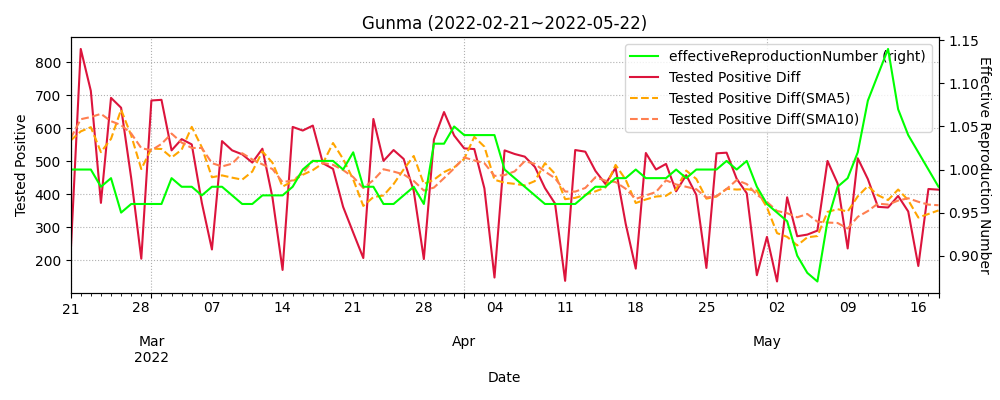 Gunma (2022-02-21~2022-05-22)
effectiveReproductionNumber (right)
Tested Positive Diff
Tested Positive Diff(SMA5)
Tested Positive Diff(SMA10)
Tested Positive
800
700
600
500
400
300
200
1.15
1.10
1.05
1.00
0.95
0.90
Effective Reproduction Number
21 28 07 14 21 28 04 11 18 25 02 09 16
Mar Apr May
2022
Date